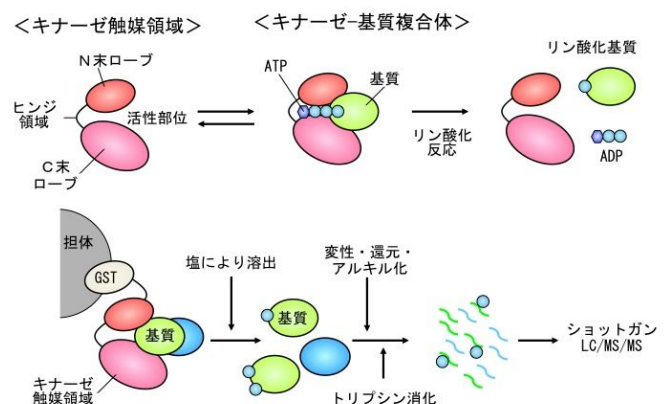 ＜キナーゼ触媒領域＞
＜キナーゼ-基質複合体＞
N末ローブ
ヒンジ
領域
活性部位
C末
ローブ
ATP
基質
リン酸化
反応
リン酸化基質
ADP
担体
GST
基質
キナーゼ
触媒領域
塩により溶出
基質
変性・還元・
アルキル化
トリプシン消化
ショットガン
LC/MS/MS